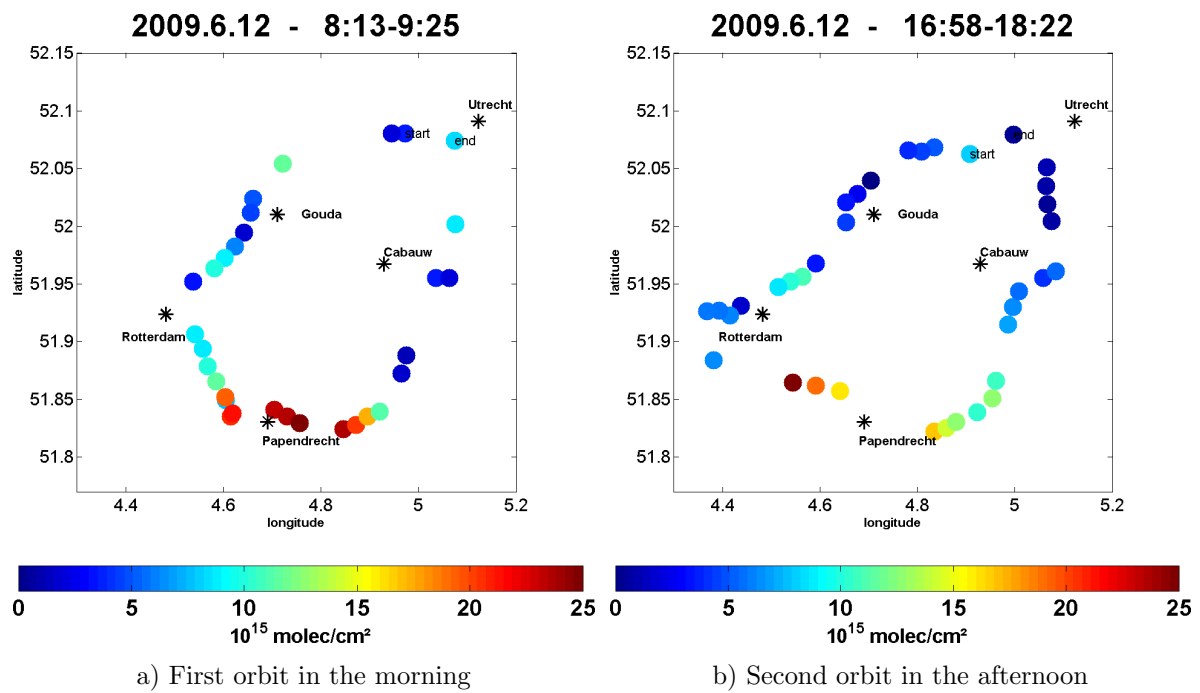 2009.6.12 - 8:13-9:25
52.15
52.1
52.05
52
51.95
51.9
51.85
51.8
latitude
Utrecht
start
end
Gouda
Cabauw
Rotterdam
Papendrecht
4.4 4.6 4.8 5 5.2
longitude
0 5 10 15 20 25
10^15 molec/cm²
a) First orbit in the morning
2009.6.12 - 16:58-18:22
52.15
52.1
52.05
52
51.95
51.9
51.85
51.8
latitude
Utrecht
end
start
Gouda
Cabauw
Rotterdam
Papendrecht
4.4 4.6 4.8 5 5.2
longitude
0 5 10 15 20 25
10^15 molec/cm²
b) Second orbit in the afternoon